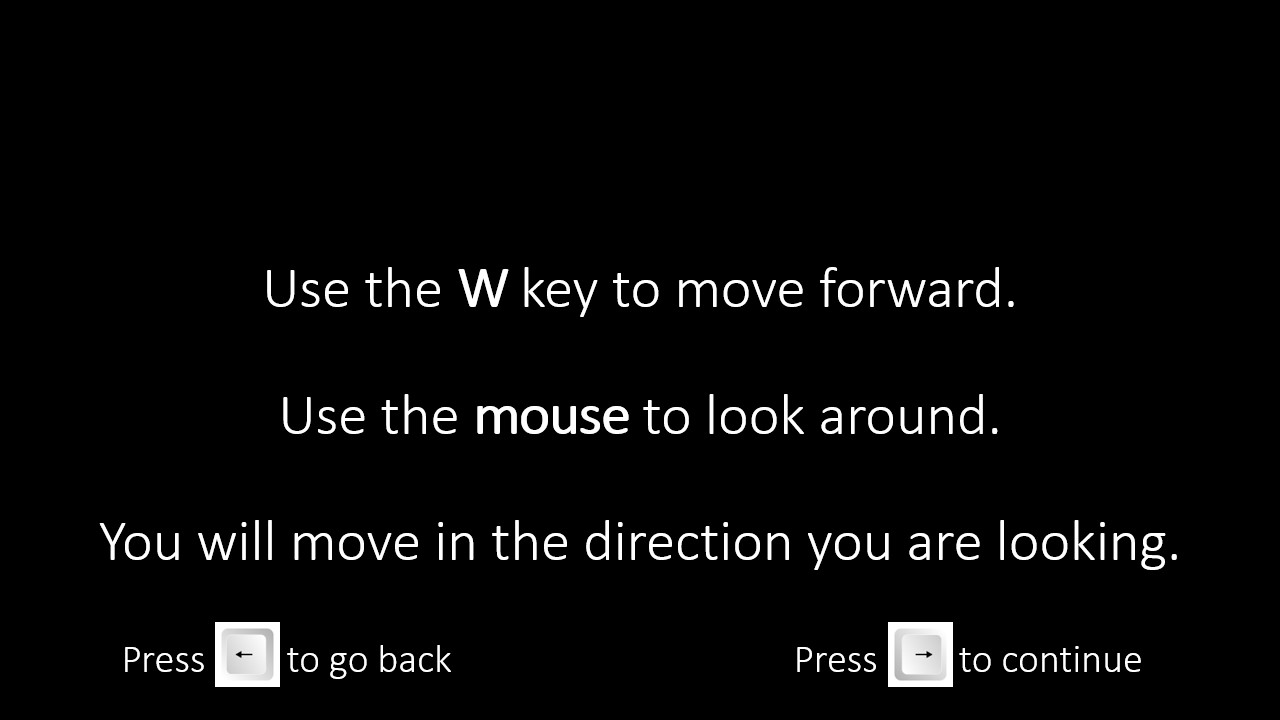 Use the W key to move forward.
Use the mouse to look around.
You will move in the direction you are looking.
Press ← to go back
Press → to continue